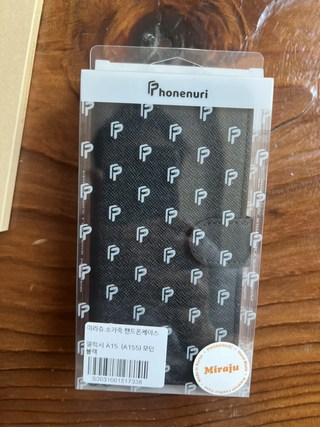 Phonenuri
미라쥬.소가죽.핸드폰케이스
갤럭시 A15. (A155) 모던
블랙
S0031001517338
Miraju